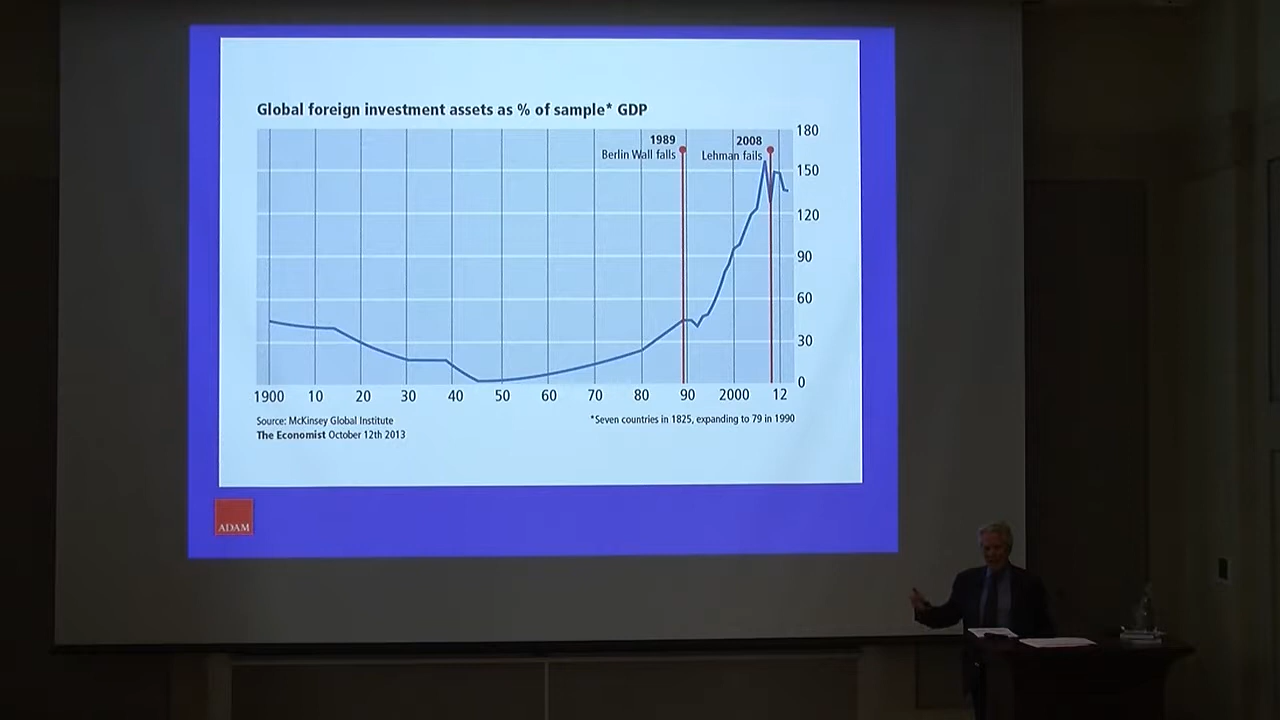 Global foreign investment assets as % of sample* GDP
180
1989
2008
Berlin Wall falls
Lehman fails
150
120
90
60
30
0
1900 10 20 30 40 50 60 70 80 90 2000 12
Source: McKinsey Global Institute
*Seven countries in 1825, expanding to 79 in 1990
The Economist October 12th 2013
ADAM